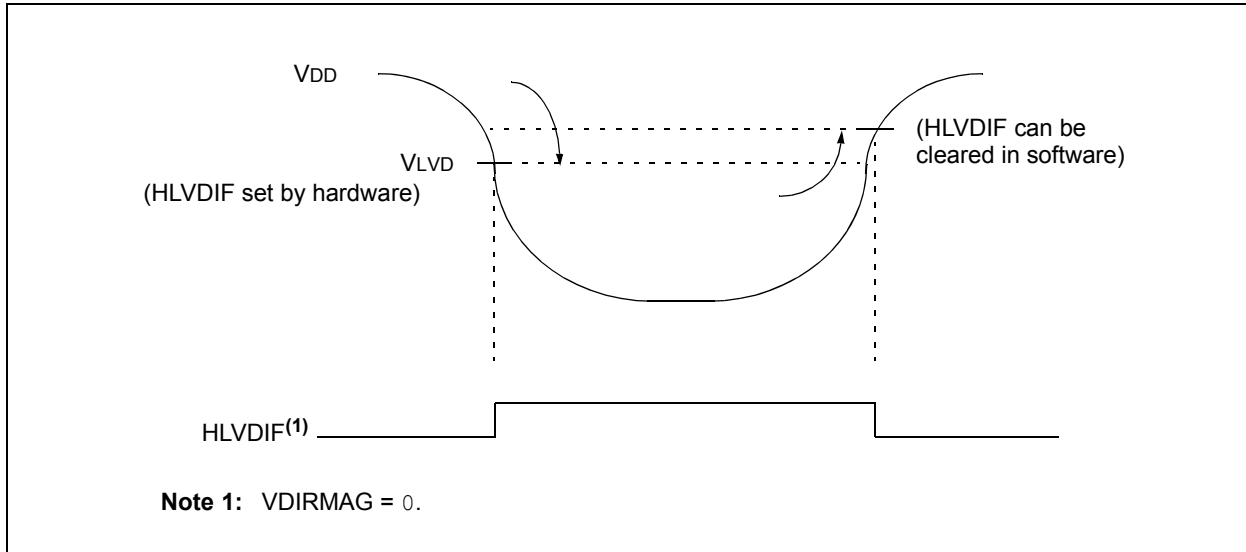 VDD
(HLVDIF can be
cleared in software)
VLVD
(HLVDIF set by hardware)
HLVDIF(1)
Note 1: VDIRMAG = 0.